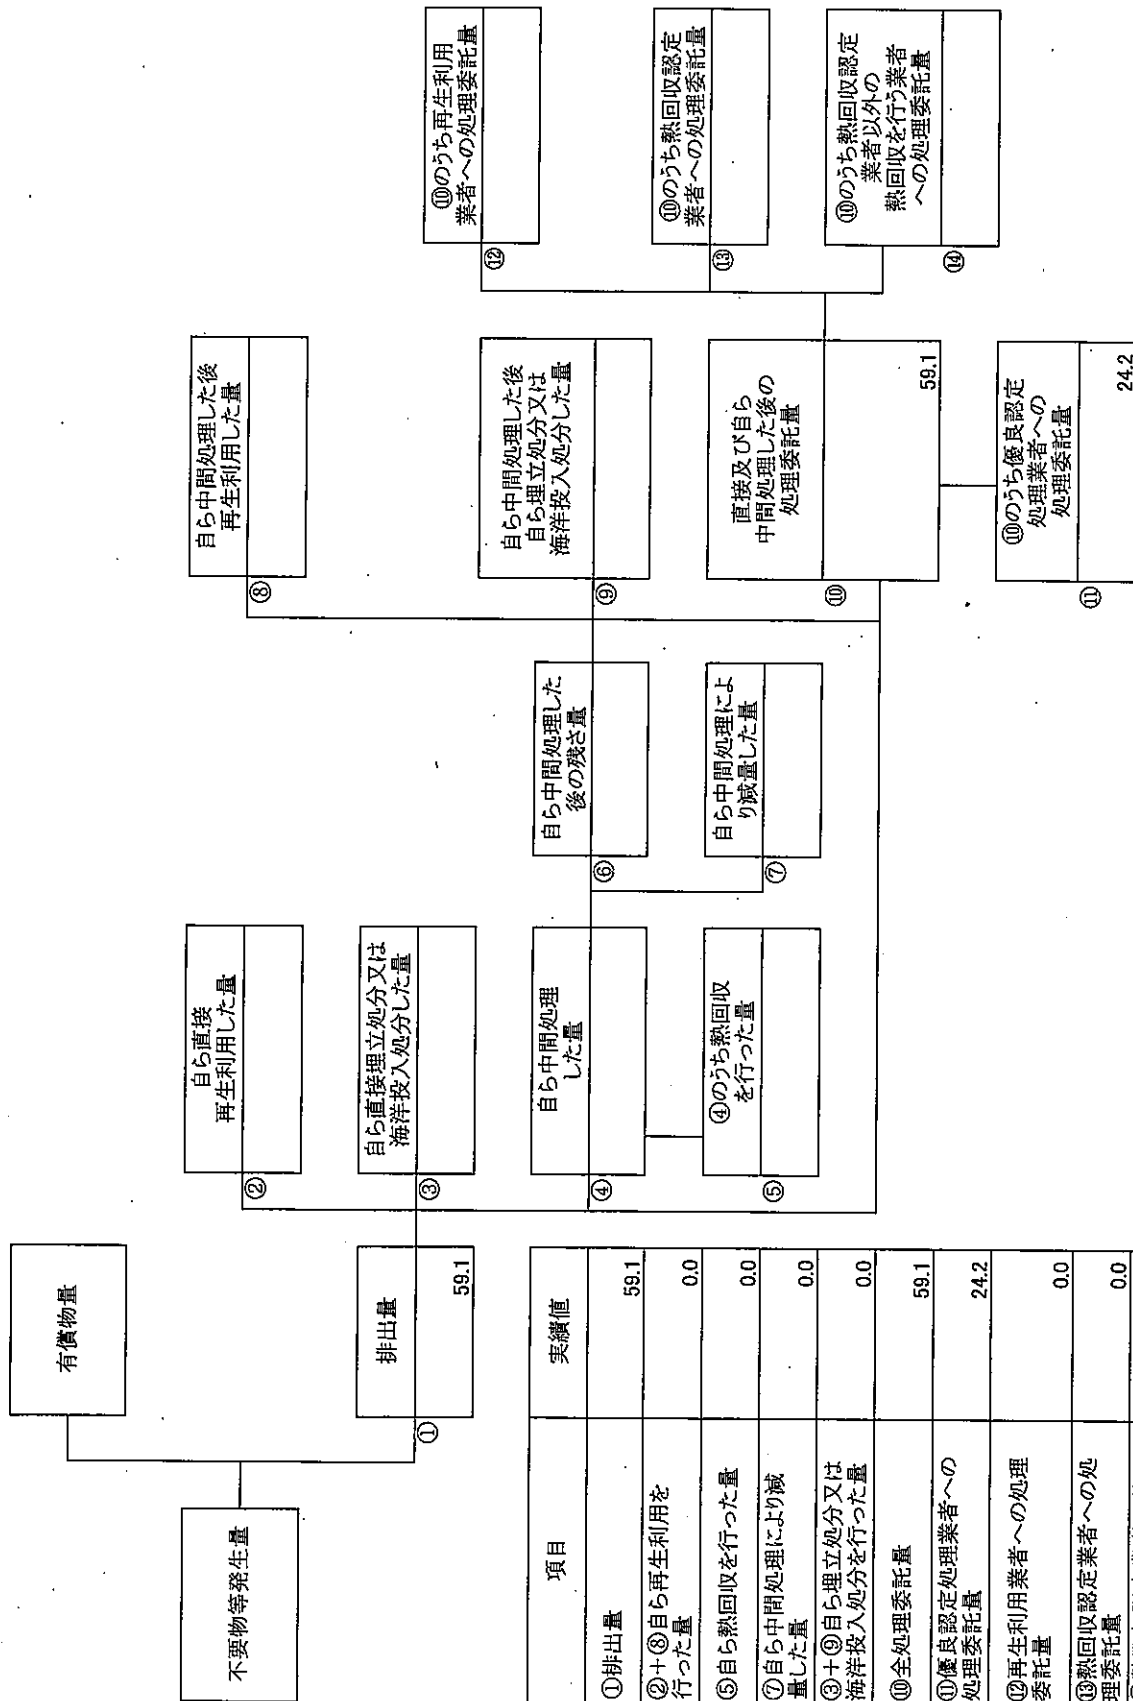 不要物等発生量
有償物量
①
排出量
59.1
②
自ら直接
再生利用した量
③
自ら直接埋立処分又は
海洋投入処分した量
④
自ら中間処理
した量
⑤
④のうち熱回収
を行った量
⑥
自ら中間処理した
後の残さ量
⑦
自ら中間処理によ
り減量した量
⑧
自ら中間処理した後
再生利用した量
⑨
自ら中間処理した後
自ら埋立処分又は
海洋投入処分した量
⑩
直接及び自ら
中間処理した後の
処理委託量
59.1
⑪
⑩のうち優良認定
処理業者への
処理委託量
24.2
⑫
⑩のうち再生利用
業者への処理委託量
⑬
⑩のうち熱回収認定
業者への処理委託量
⑭
⑩のうち熱回収認定
業者以外の
熱回収を行う業者
への処理委託量
項目 実績値
①排出量 59.1
②+⑧自ら再生利用を
行った量 0.0
⑤自ら熱回収を行った量 0.0
⑦自ら中間処理により減
量した量 0.0
③+⑨自ら埋立処分又は
海洋投入処分を行った量 0.0
⑩全処理委託量 59.1
⑪優良認定処理業者への
処理委託量 24.2
⑫再生利用業者への処理
委託量 0.0
⑬熱回収認定業者への処
理委託量 0.0